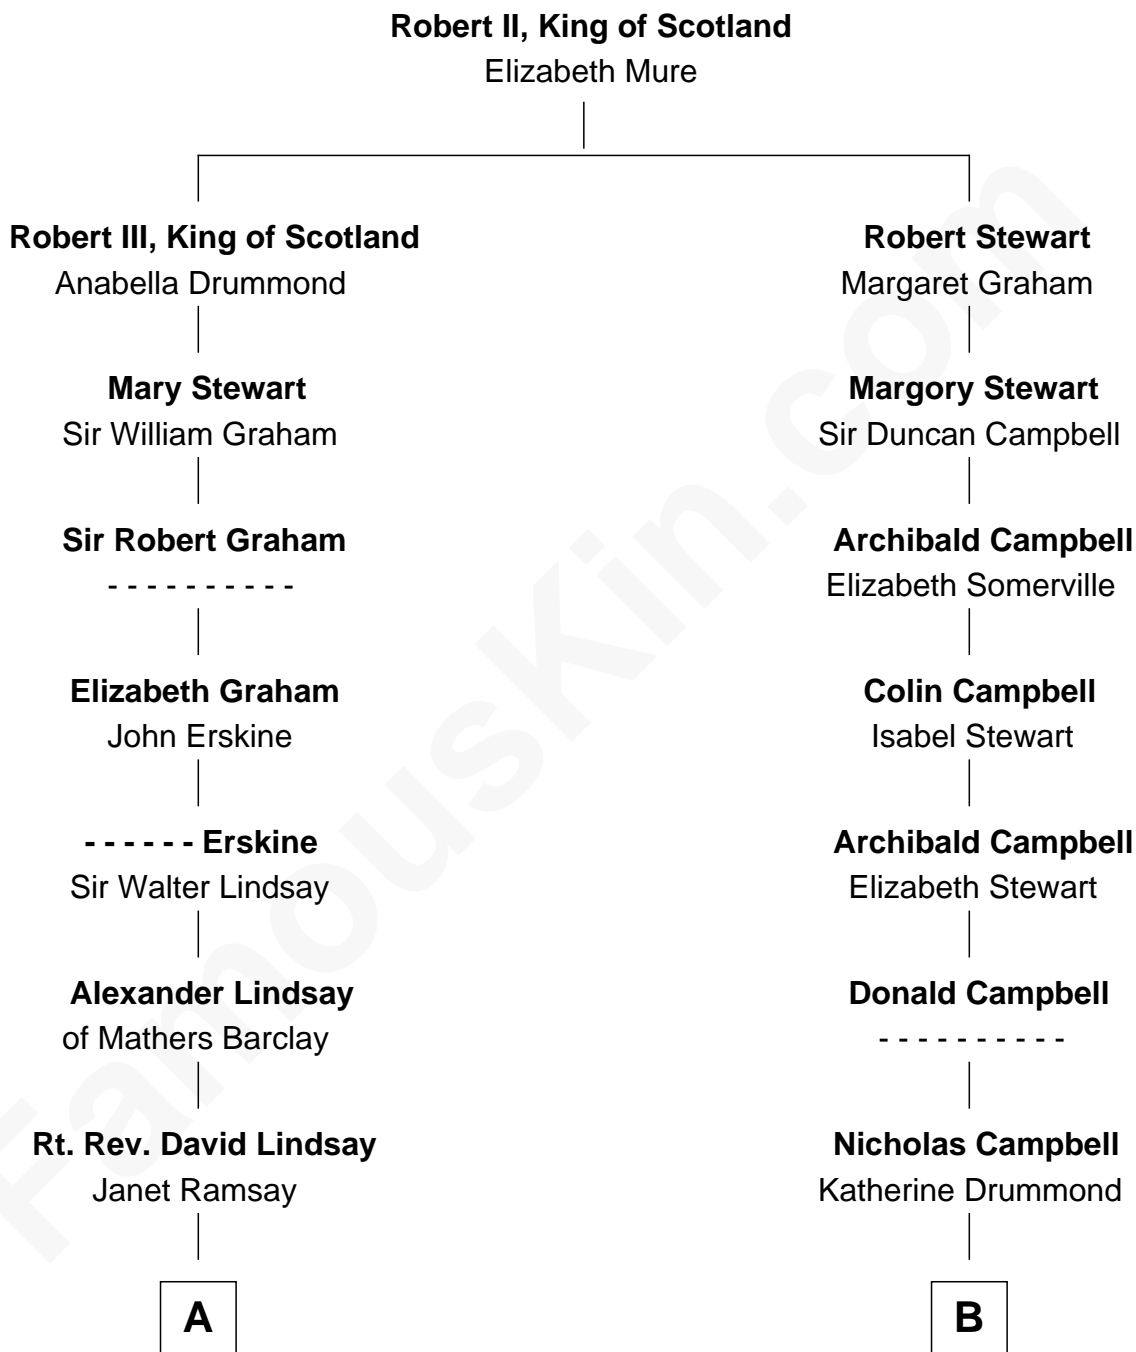 Robert II, King of Scotland
Elizabeth Mure
Robert III, King of Scotland
Anabella Drummond
Mary Stewart
Sir William Graham
Sir Robert Graham
- - - - - - - - - -
Elizabeth Graham
John Erskine
- - - - - - Erskine
Sir Walter Lindsay
Alexander Lindsay
of Mathers Barclay
Rt. Rev. David Lindsay
Janet Ramsay
A
Robert Stewart
Margaret Graham
Margory Stewart
Sir Duncan Campbell
Archibald Campbell
Elizabeth Somerville
Colin Campbell
Isabel Stewart
Archibald Campbell
Elizabeth Stewart
Donald Campbell
- - - - - - - - - -
Nicholas Campbell
Katherine Drummond
B
FamousKin.com